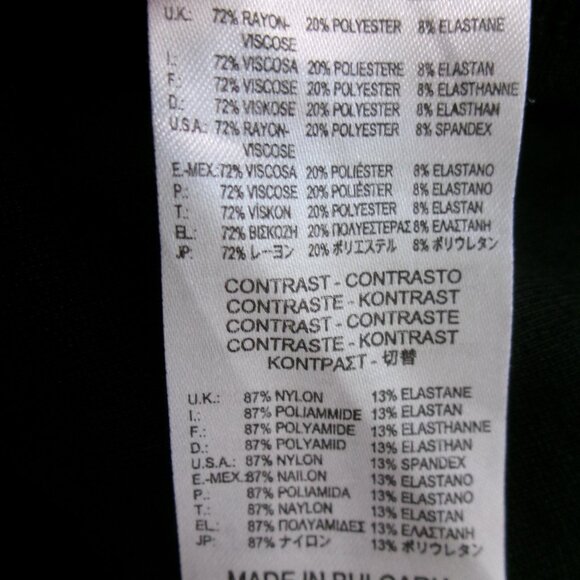 U.K.: 72% RAYON- 20% POLYESTER 8% ELASTANE
VISCOSE
I.: 72% VISCOSA 20% POLIESTERE 8% ELASTAN
F.: 72% VISCOSE 20% POLYESTER 8% ELASTHANNE
D.: 72% VISKOSE 20% POLYESTER 8% ELASTHAN
U.S.A.: 72% RAYON- 20% POLYESTER 8% SPANDEX
VISCOSE
E.-MEX.:72% VISCOSA 20% POLIÉSTER 8% ELASTANO
P.: 72% VISCOSE 20% POLIÉSTER 8% ELASTANO
T.: 72% VİSKON 20% POLYESTER 8% ELASTAN
EL.: 72% ΒΙΣΚΟΖΗ 20% ΠΟΛΥΕΣΤΕΡΑΣ 8% ΕΛΑΣΤΑΝΗ
JP: 72% レーヨン 20% ポリエステル 8% ポリウレタン
CONTRAST - CONTRASTO
CONTRASTE - KONTRAST
CONTRAST - CONTRASTE
CONTRASTE - KONTRAST
ΚΟΝΤΡΑΣΤ - 切替
U.K.: 87% NYLON 13% ELASTANE
I.: 87% POLIAMMIDE 13% ELASTAN
F.: 87% POLYAMIDE 13% ELASTHANNE
D.: 87% POLYAMID 13% ELASTHAN
U.S.A.: 87% NYLON 13% SPANDEX
E.-MEX.:87% NAILON 13% ELASTANO
P.: 87% POLIAMIDA 13% ELASTANO
T.: 87% NAYLON 13% ELASTAN
EL.: 87% ΠΟΛΥΑΜΙΔΕΣ 13% ΕΛΑΣΤΑΝΗ
JP: 87% ナイロン 13% ポリウレタン
MADE IN BULGARIA